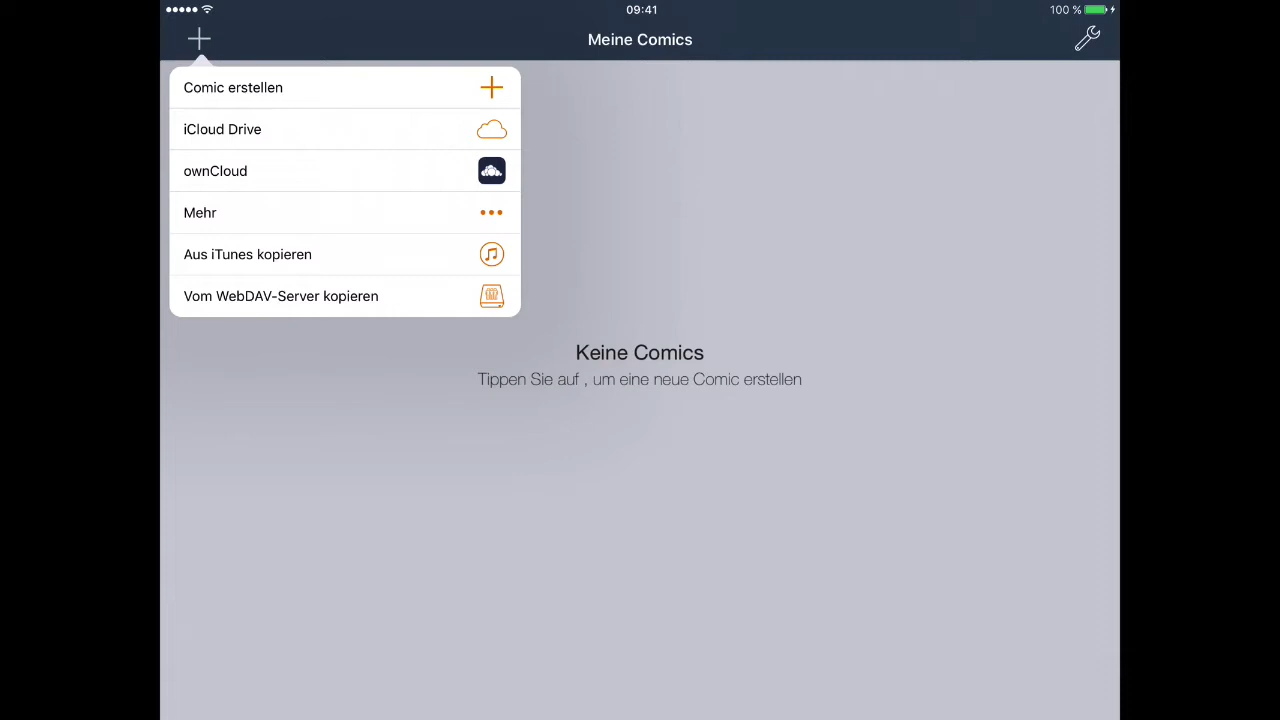 09:41
100 %
Meine Comics
Comic erstellen
iCloud Drive
ownCloud
Mehr
Aus iTunes kopieren
Vom WebDAV-Server kopieren
Keine Comics
Tippen Sie auf , um eine neue Comic erstellen